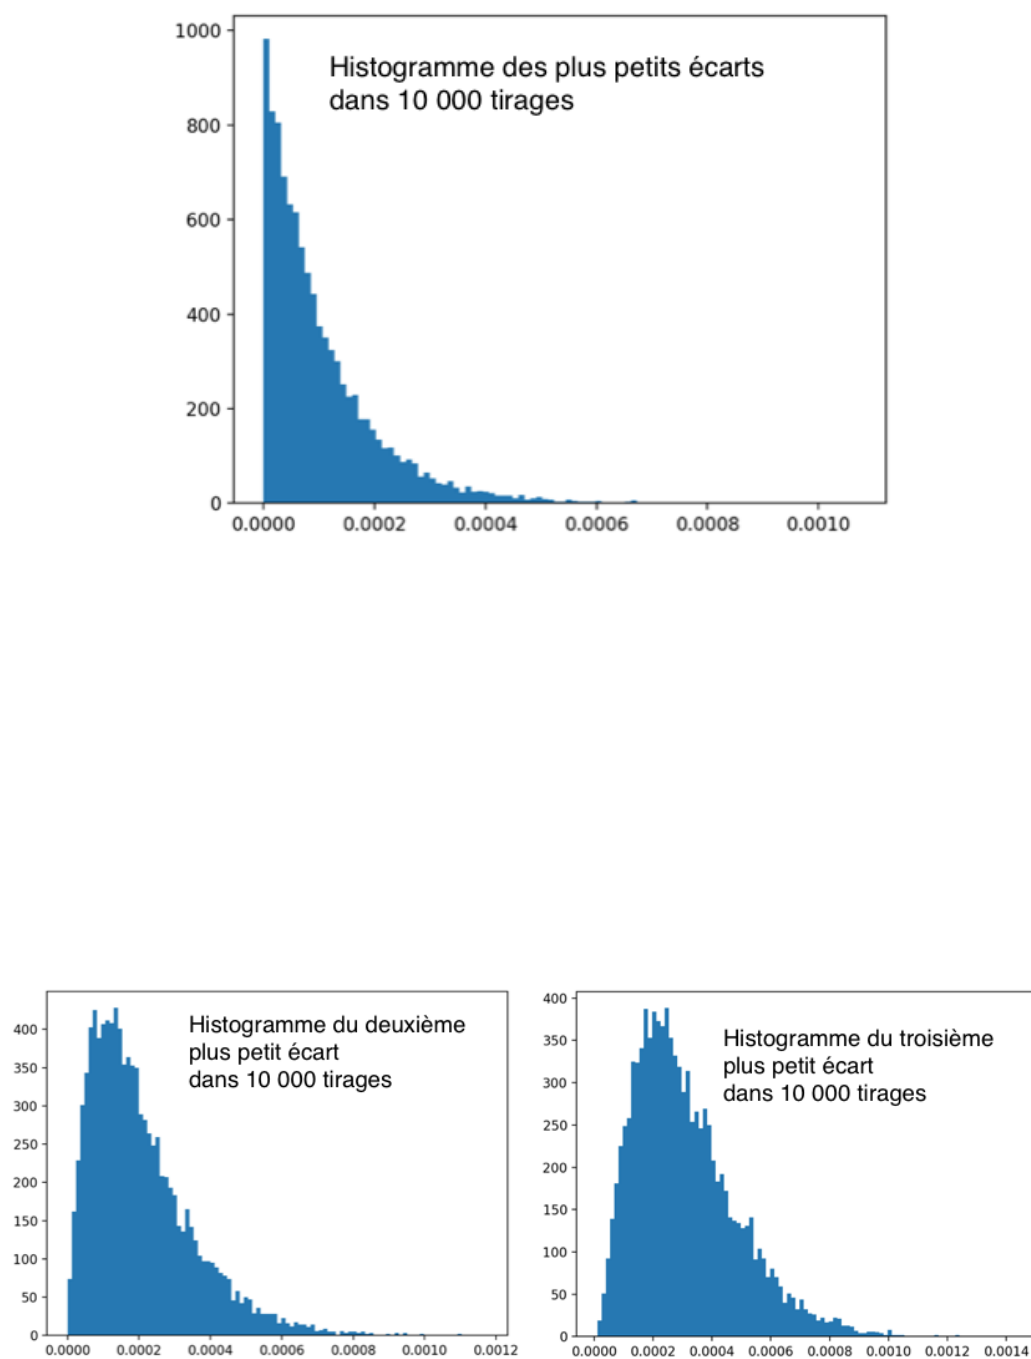 Histogramme des plus petits écarts
dans 10 000 tirages
1000
800
600
400
200
0
0.0000 0.0002 0.0004 0.0006 0.0008 0.0010
Histogramme du deuxième
plus petit écart
dans 10 000 tirages
400
350
300
250
200
150
100
50
0
0.0000 0.0002 0.0004 0.0006 0.0008 0.0010 0.0012
Histogramme du troisième
plus petit écart
dans 10 000 tirages
400
350
300
250
200
150
100
50
0
0.0000 0.0002 0.0004 0.0006 0.0008 0.0010 0.0012 0.0014